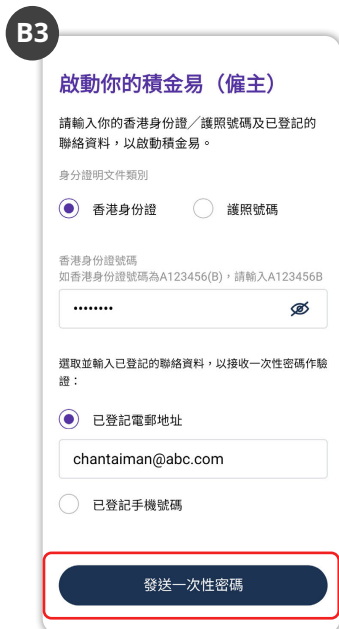 B3
啟動你的積金易（僱主）
請輸入你的香港身份證／護照號碼及已登記的
聯絡資料，以啟動積金易。
身分證明文件類別
香港身份證
護照號碼
香港身份證號碼
如香港身份證號碼為A123456(B)，請輸入A123456B
••••••••
選取並輸入已登記的聯絡資料，以接收一次性密碼作驗
證：
已登記電郵地址
chantaiman@abc.com
已登記手機號碼
發送一次性密碼